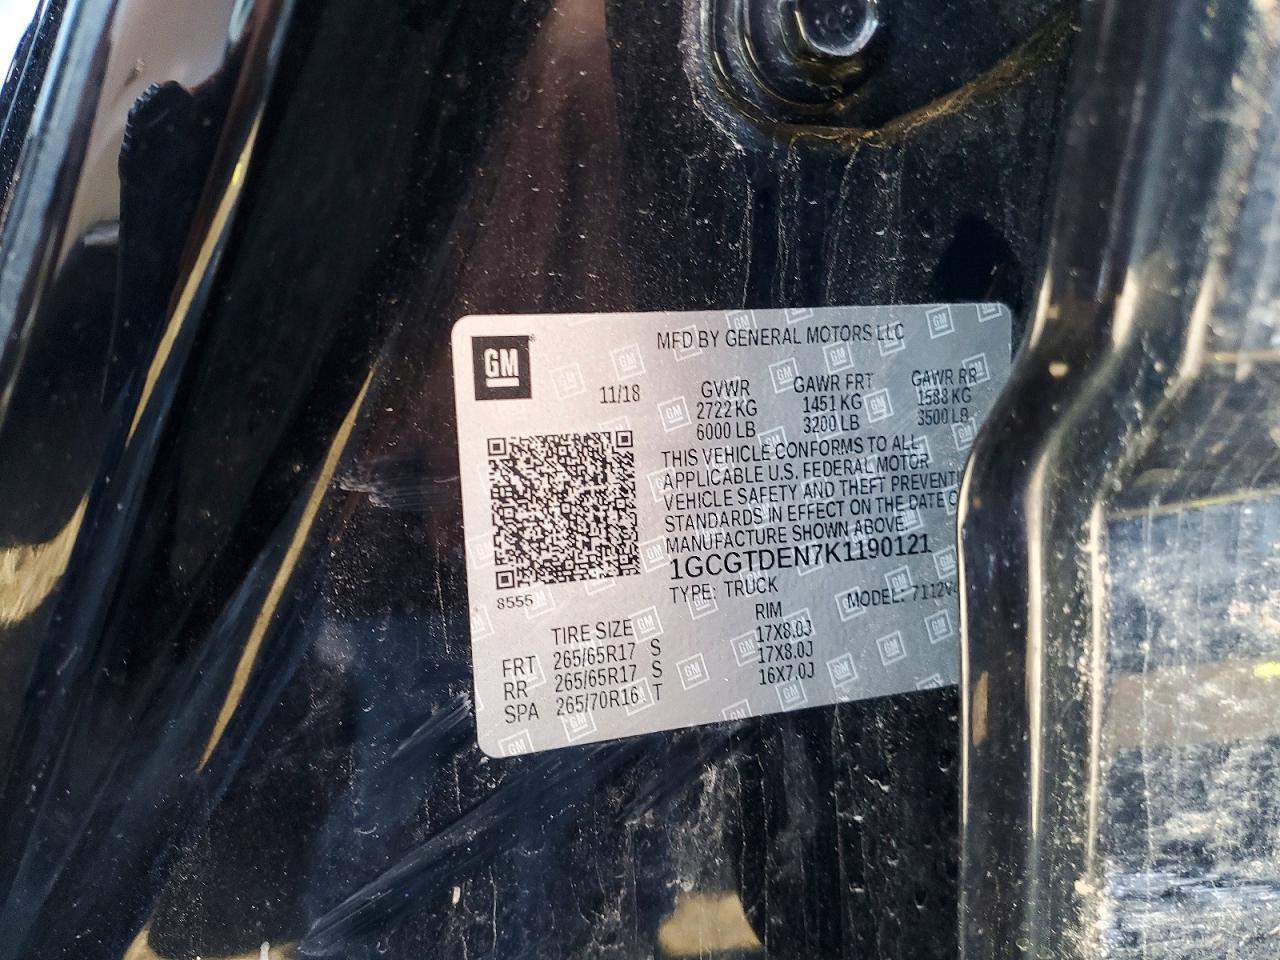 GM
MFD BY GENERAL MOTORS LLC
11/18
GVWR GAWR FRT GAWR RR
2722 KG 1451 KG 1588 KG
6000 LB 3200 LB 3500 LB
THIS VEHICLE CONFORMS TO ALL
APPLICABLE U.S. FEDERAL MOTOR
VEHICLE SAFETY AND THEFT PREVENTI
STANDARDS IN EFFECT ON THE DATE O
MANUFACTURE SHOWN ABOVE.
1GCGTDEN7K1190121
8555
TYPE: TRUCK MODEL: 7112V
TIRE SIZE RIM
FRT 265/65R17 S 17X8.0J
RR 265/65R17 S 17X8.0J
SPA 265/70R16 T 16X7.0J